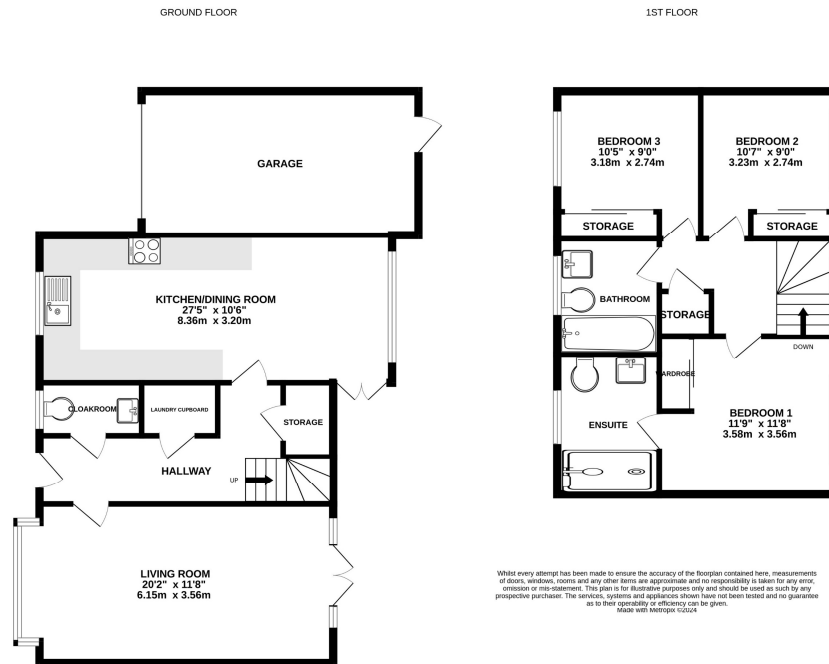 GROUND FLOOR
1ST FLOOR
GARAGE
KITCHEN/DINING ROOM
27'5" x 10'6"
8.36m x 3.20m
CLOAKROOM
LAUNDRY CUPBOARD
STORAGE
HALLWAY
UP
LIVING ROOM
20'2" x 11'8"
6.15m x 3.56m
BEDROOM 3
10'5" x 9'0"
3.18m x 2.74m
BEDROOM 2
10'7" x 9'0"
3.23m x 2.74m
STORAGE
STORAGE
BATHROOM
STORAGE
DOWN
WARDROBE
ENSUITE
BEDROOM 1
11'9" x 11'8"
3.58m x 3.56m
Whilst every attempt has been made to ensure the accuracy of the floorplan contained here, measurements
of doors, windows, rooms and any other items are approximate and no responsibility is taken for any error,
omission or mis-statement. This plan is for illustrative purposes only and should be used as such by any
prospective purchaser. The services, systems and appliances shown have not been tested and no guarantee
as to their operability or efficiency can be given.
Made with Metropix ©2024